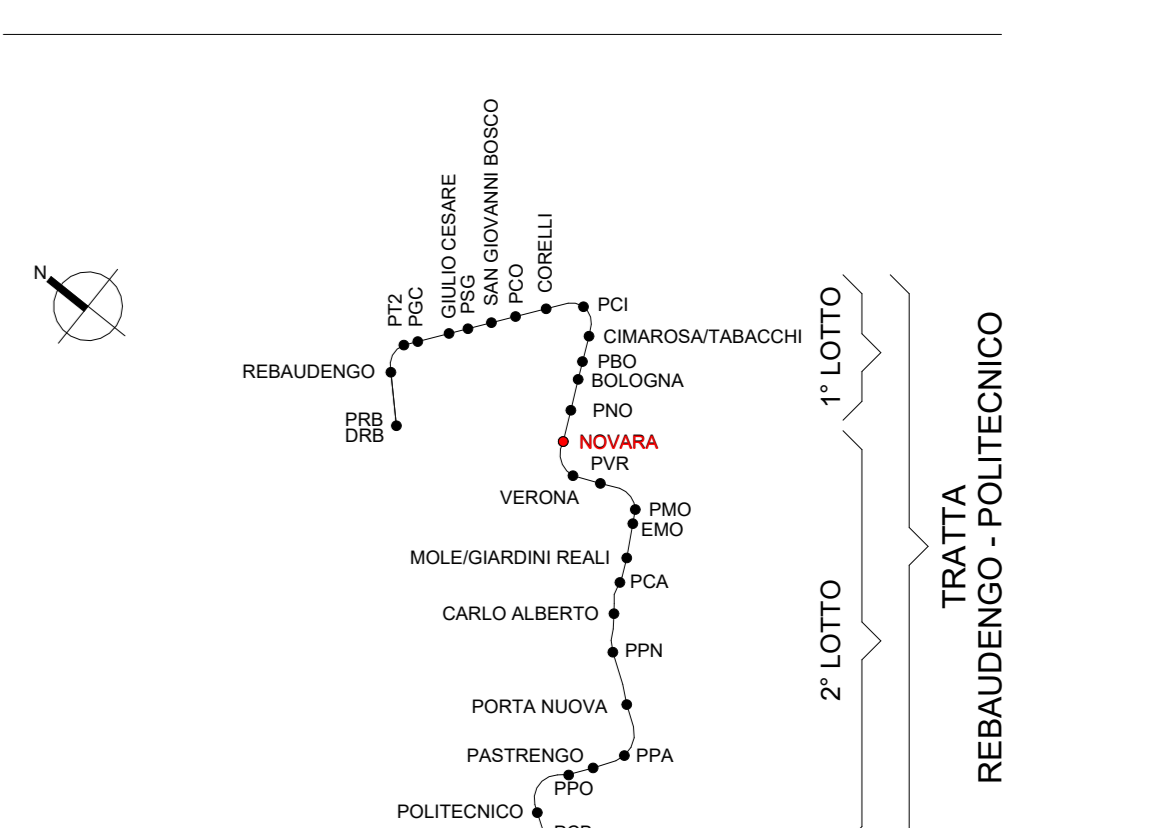 N
PT2
PGC
GIULIO CESARE
PSG
SAN GIOVANNI BOSCO
PCO
CORELLI
PCI
CIMAROSA/TABACCHI
REBAUDENGO
PBO
BOLOGNA
PNO
PRB
DRB
NOVARA
PVR
VERONA
PMO
EMO
MOLE/GIARDINI REALI
PCA
CARLO ALBERTO
PPN
PORTA NUOVA
PASTRENGO
PPA
PPO
POLITECNICO
1° LOTTO
2° LOTTO
TRATTA
REBAUDENGO - POLITECNICO